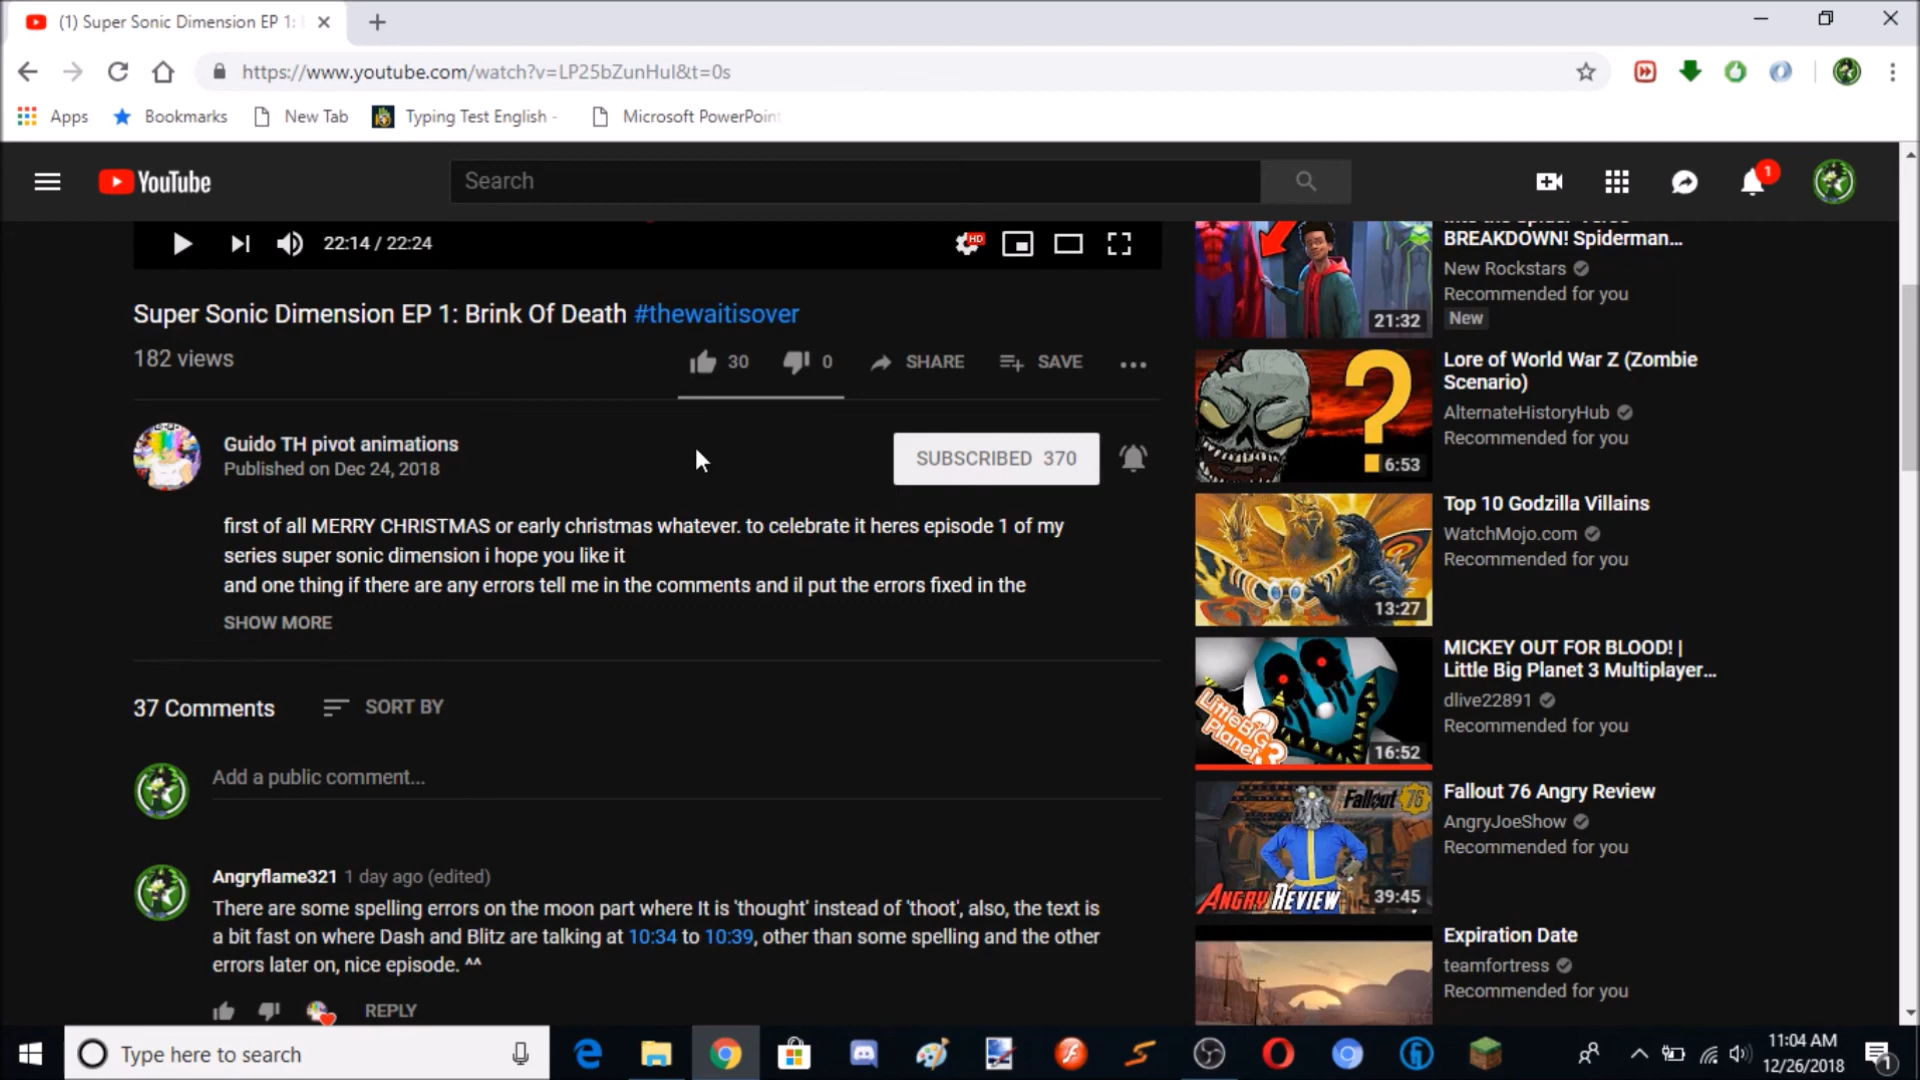 (1) Super Sonic Dimension EP 1:
https://www.youtube.com/watch?v=LP25bZunHuI&t=0s
Apps
Bookmarks
New Tab
Typing Test English -
Microsoft PowerPoint
YouTube
Search
1
22:14 / 22:24
HD
Super Sonic Dimension EP 1: Brink Of Death #thewaitisover
182 views
30
0
SHARE
SAVE
Guido TH pivot animations
Published on Dec 24, 2018
SUBSCRIBED 370
first of all MERRY CHRISTMAS or early christmas whatever. to celebrate it heres episode 1 of my
series super sonic dimension i hope you like it
and one thing if there are any errors tell me in the comments and il put the errors fixed in the
SHOW MORE
37 Comments
SORT BY
Add a public comment...
Angryflame321 1 day ago (edited)
There are some spelling errors on the moon part where It is 'thought' instead of 'thoot', also, the text is
a bit fast on where Dash and Blitz are talking at 10:34 to 10:39, other than some spelling and the other
errors later on, nice episode. ^^
REPLY
BREAKDOWN! Spiderman...
New Rockstars
Recommended for you
New
21:32
Lore of World War Z (Zombie
Scenario)
AlternateHistoryHub
Recommended for you
?
6:53
Top 10 Godzilla Villains
WatchMojo.com
Recommended for you
13:27
MICKEY OUT FOR BLOOD! |
Little Big Planet 3 Multiplayer...
dlive22891
Recommended for you
LittleBIG
Planet 3
16:52
Fallout 76 Angry Review
AngryJoeShow
Recommended for you
Fallout 76
ANGRY REVIEW
39:45
Expiration Date
teamfortress
Recommended for you
Type here to search
11:04 AM
12/26/2018
1